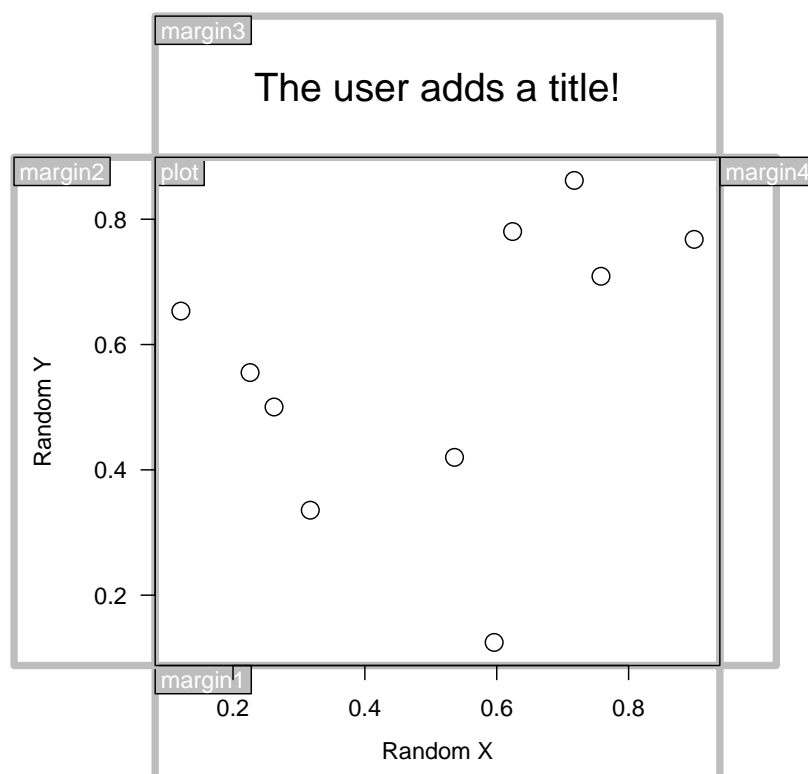 margin3
The user adds a title!
margin2
plot
margin4
0.8
0.6
Random Y
0.4
0.2
margin1
0.2 0.4 0.6 0.8
Random X